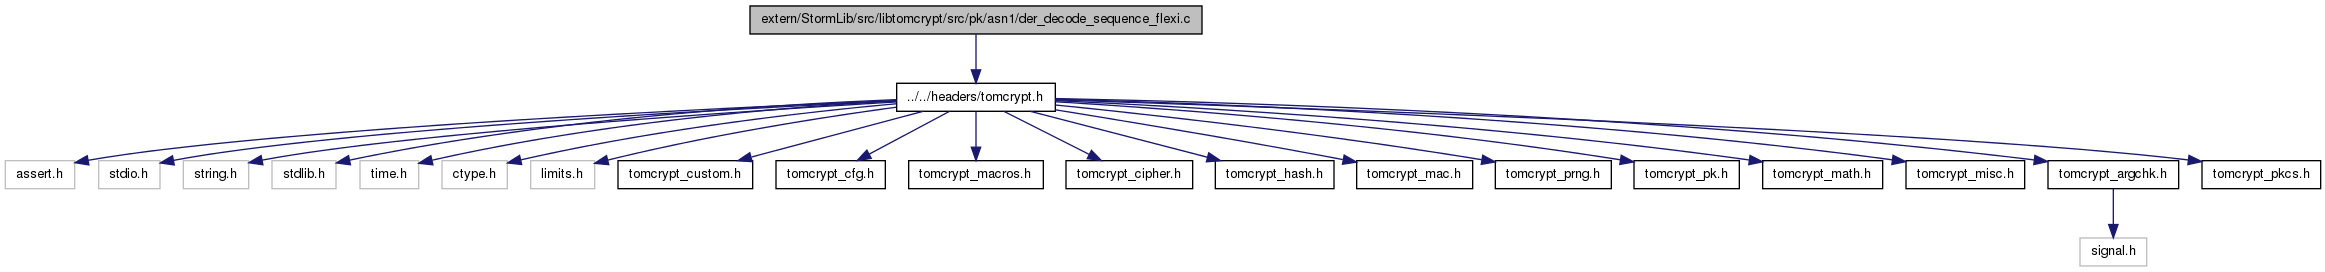 extern/StormLib/src/libtomcrypt/src/pk/asn1/der_decode_sequence_flexi.c
../../headers/tomcrypt.h
assert.h
stdio.h
string.h
stdlib.h
time.h
ctype.h
limits.h
tomcrypt_custom.h
tomcrypt_cfg.h
tomcrypt_macros.h
tomcrypt_cipher.h
tomcrypt_hash.h
tomcrypt_mac.h
tomcrypt_prng.h
tomcrypt_pk.h
tomcrypt_math.h
tomcrypt_misc.h
tomcrypt_argchk.h
tomcrypt_pkcs.h
signal.h